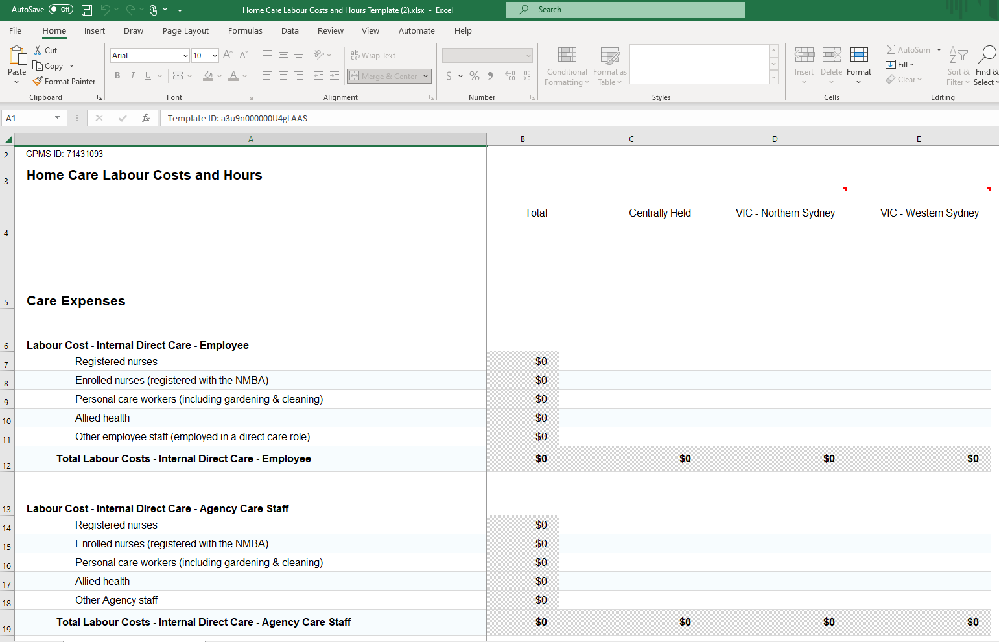 AutoSave Off Home Care Labour Costs and Hours Template (2).xlsx - Excel Search
File Home Insert Draw Page Layout Formulas Data Review View Automate Help
Paste
Cut
Copy
Format Painter
Clipboard
Arial 10 A A
B I U A
Font
ab Wrap Text
Merge & Center
Alignment
$ % 9
Number
Conditional Formatting
Format as Table
Styles
Insert Delete Format
Cells
AutoSum
Fill
Clear
Sort & Filter
Find & Select
Editing
A1 fx Template ID: a3u9n000000U4gLAAS
A B C D E
2 GPMS ID: 71431093
3 Home Care Labour Costs and Hours
4 Total Centrally Held VIC - Northern Sydney VIC - Western Sydney
5 Care Expenses
6 Labour Cost - Internal Direct Care - Employee
7 Registered nurses $0
8 Enrolled nurses (registered with the NMBA) $0
9 Personal care workers (including gardening & cleaning) $0
10 Allied health $0
11 Other employee staff (employed in a direct care role) $0
12 Total Labour Costs - Internal Direct Care - Employee $0 $0 $0 $0
13 Labour Cost - Internal Direct Care - Agency Care Staff
14 Registered nurses $0
15 Enrolled nurses (registered with the NMBA) $0
16 Personal care workers (including gardening & cleaning) $0
17 Allied health $0
18 Other Agency staff $0
19 Total Labour Costs - Internal Direct Care - Agency Care Staff $0 $0 $0 $0